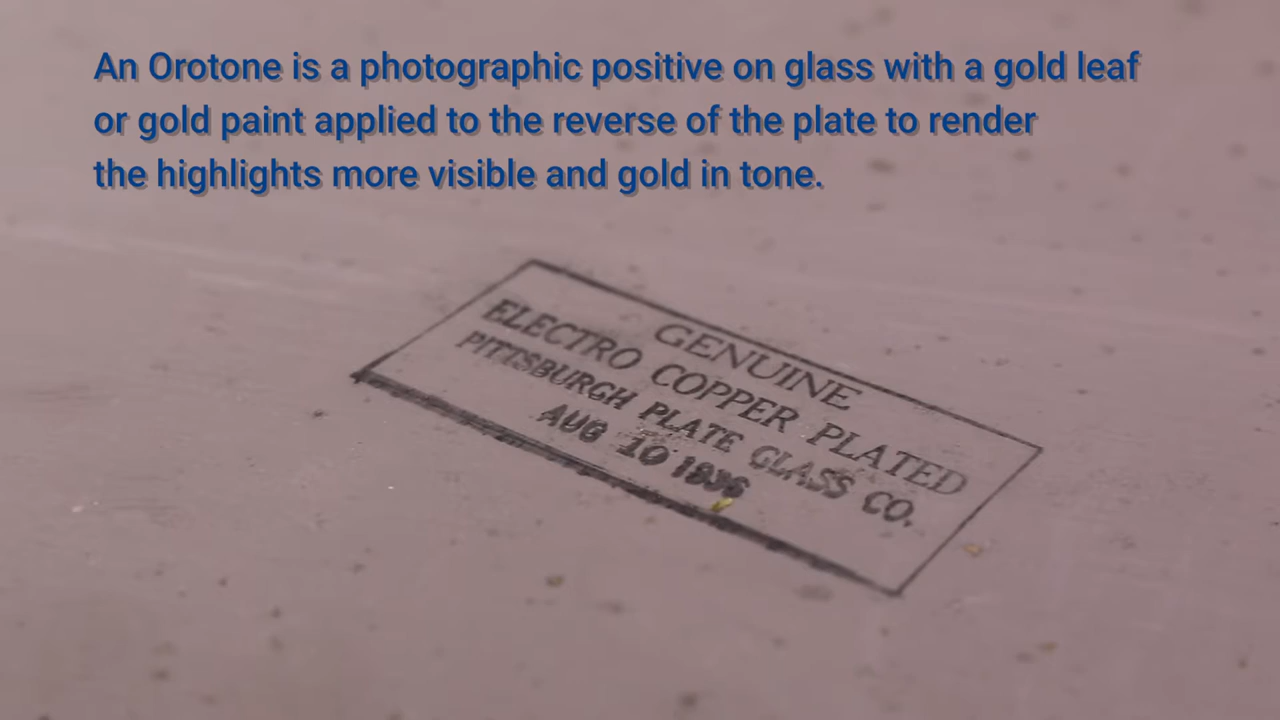 An Orotone is a photographic positive on glass with a gold leaf
or gold paint applied to the reverse of the plate to render
the highlights more visible and gold in tone.
GENUINE
ELECTRO COPPER PLATED
PITTSBURGH PLATE GLASS CO.
AUG 10 1936